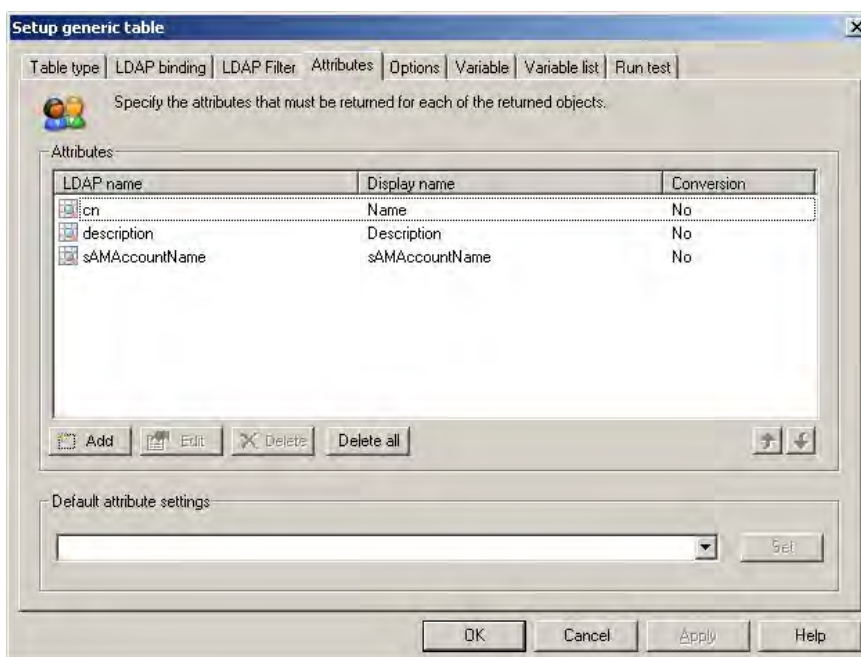 Setup generic table
Table type LDAP binding LDAP Filter Attributes Options Variable Variable list Run test
Specify the attributes that must be returned for each of the returned objects.
Attributes
LDAP name Display name Conversion
cn Name No
description Description No
sAMAccountName sAMAccountName No
Add Edit Delete Delete all
Default attribute settings
Set
OK Cancel Apply Help